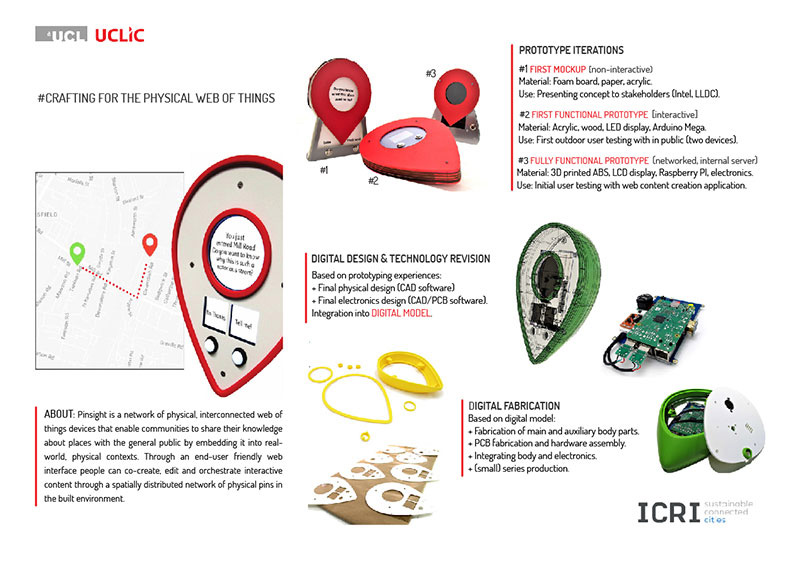 UCL UCLIC
#CRAFTING FOR THE PHYSICAL WEB OF THINGS
You just
entered Mill Road
Do you want to know
why this is such a
No Thanks
Tell me!
ABOUT: Pinsight is a network of physical, interconnected web of
things devices that enable communities to share their knowledge
about places with the general public by embedding it into real-
world, physical contexts. Through an end-user friendly web
interface people can co-create, edit and orchestrate interactive
content through a spatially distributed network of physical pins in
the built environment.
#1
#2
#3
PROTOTYPE ITERATIONS
#1 FIRST MOCKUP (non-interactive)
Material: Foam board, paper, acrylic.
Use: Presenting concept to stakeholders (Intel, LLDC).
#2 FIRST FUNCTIONAL PROTOTYPE (interactive)
Material: Acrylic, wood, LED display, Arduino Mega.
Use: First outdoor user testing with in public (two devices).
#3 FULLY FUNCTIONAL PROTOTYPE (networked, internal server)
Material: 3D printed ABS, LCD display, Raspberry PI, electronics.
Use: Initial user testing with web content creation application.
DIGITAL DESIGN & TECHNOLOGY REVISION
Based on prototyping experiences:
+ Final physical design (CAD software)
+ Final electronics design (CAD/PCB software).
Integration into DIGITAL MODEL.
DIGITAL FABRICATION
Based on digital model:
+ Fabrication of main and auxiliary body parts.
+ PCB fabrication and hardware assembly.
+ Integrating body and electronics.
+ (small) series production.
ICRI sustainable
connected
cities